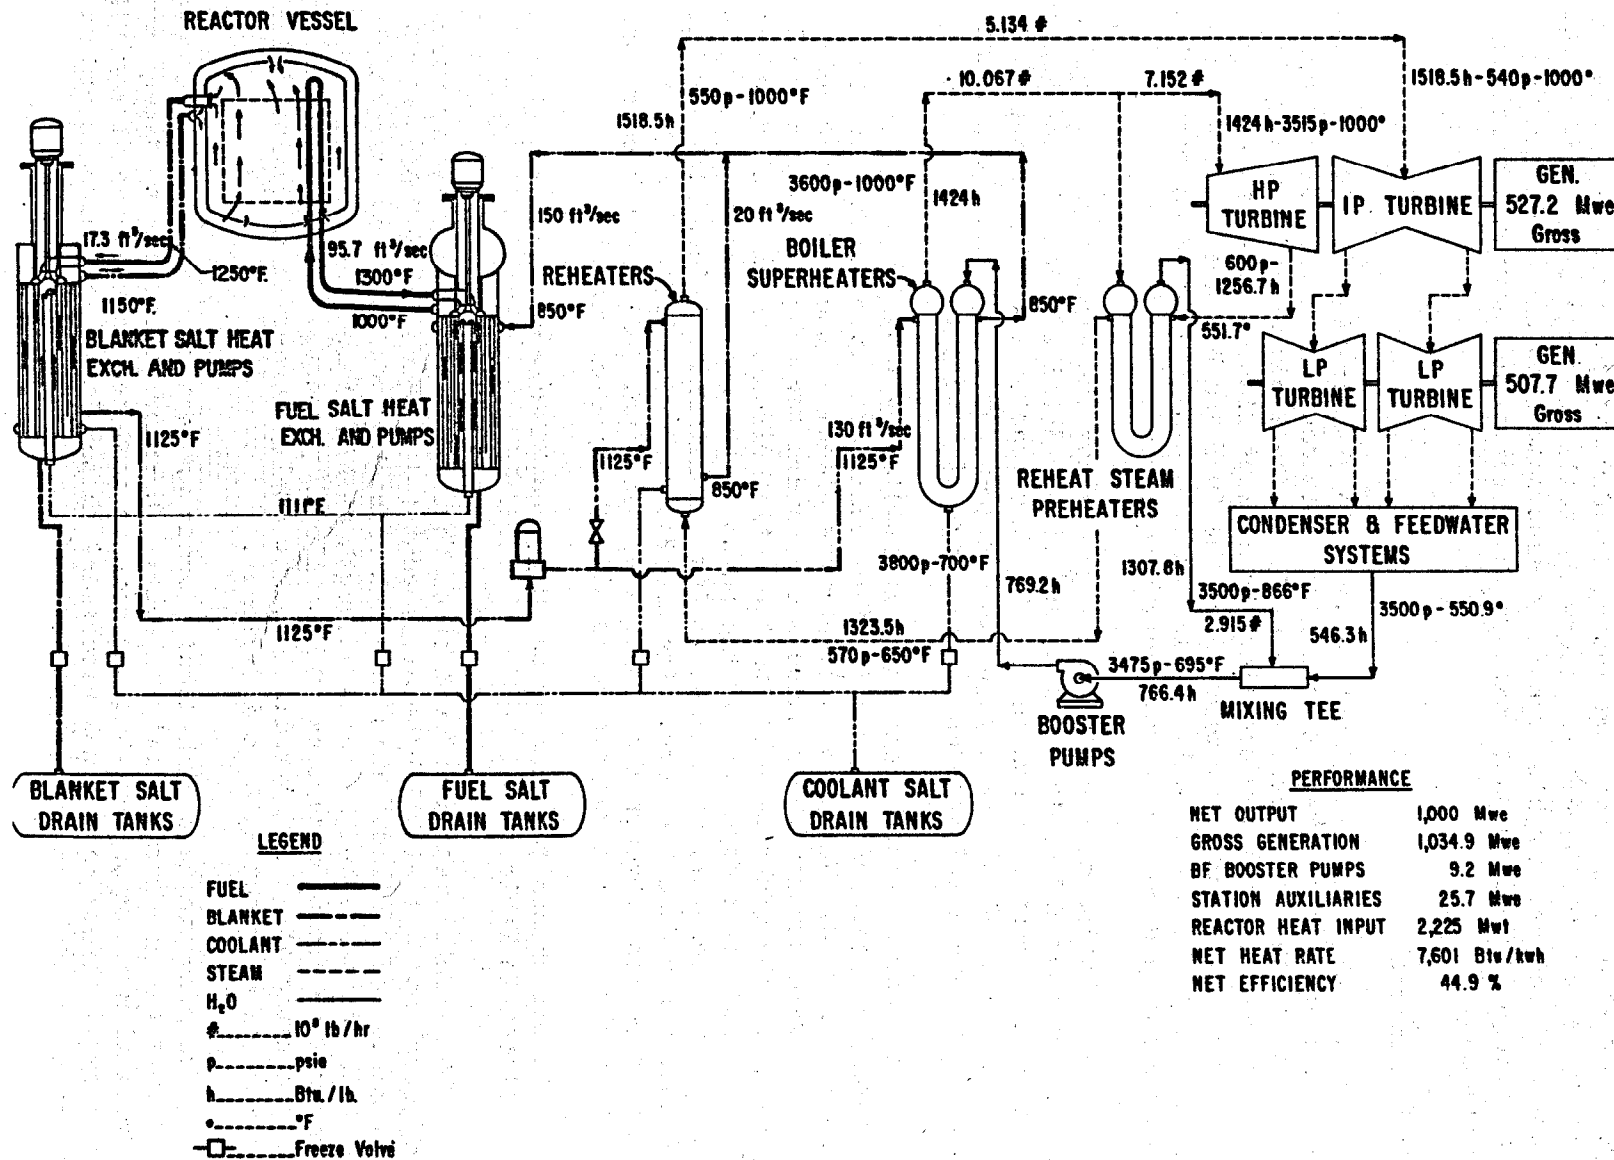 REACTOR VESSEL
5.134 #
10.067 #
7.152 #
1518.5h-540p-1000°
550p-1000°F
1518.5h
1424h-3515p-1000°
3600p-1000°F
1424h
150 ft³/sec
20 ft³/sec
HP
TURBINE
IP TURBINE
GEN.
527.2 Mwe
Gross
17.3 ft³/sec
1250°F.
95.7 ft³/sec
1300°F
1000°F
1150°F.
850°F
REHEATERS
BOILER
SUPERHEATERS
850°F
600p-
1256.7h
551.7°
BLANKET SALT HEAT
EXCH. AND PUMPS
FUEL SALT HEAT
EXCH. AND PUMPS
LP
TURBINE
LP
TURBINE
GEN.
507.7 Mwe
Gross
1125°F
1125°F
850°F
130 ft³/sec
1125°F
REHEAT STEAM
PREHEATERS
1111°F
CONDENSER & FEEDWATER
SYSTEMS
3800p-700°F
769.2h
1307.8h
3500p-866°F
2.915#
3500p-550.9°
546.3h
1125°F
1323.5h
570p-650°F
3475p-695°F
766.4h
MIXING TEE
BOOSTER
PUMPS
BLANKET SALT
DRAIN TANKS
FUEL SALT
DRAIN TANKS
COOLANT SALT
DRAIN TANKS
PERFORMANCE
NET OUTPUT 1,000 Mwe
GROSS GENERATION 1,034.9 Mwe
BF BOOSTER PUMPS 9.2 Mwe
STATION AUXILIARIES 25.7 Mwe
REACTOR HEAT INPUT 2,225 Mwt
NET HEAT RATE 7,601 Btu/kwh
NET EFFICIENCY 44.9 %
LEGEND
FUEL
BLANKET
COOLANT
STEAM
H₂O
#--------10⁶ lb/hr
p--------psia
h--------Btu./lb.
•--------°F
Freeze Valve